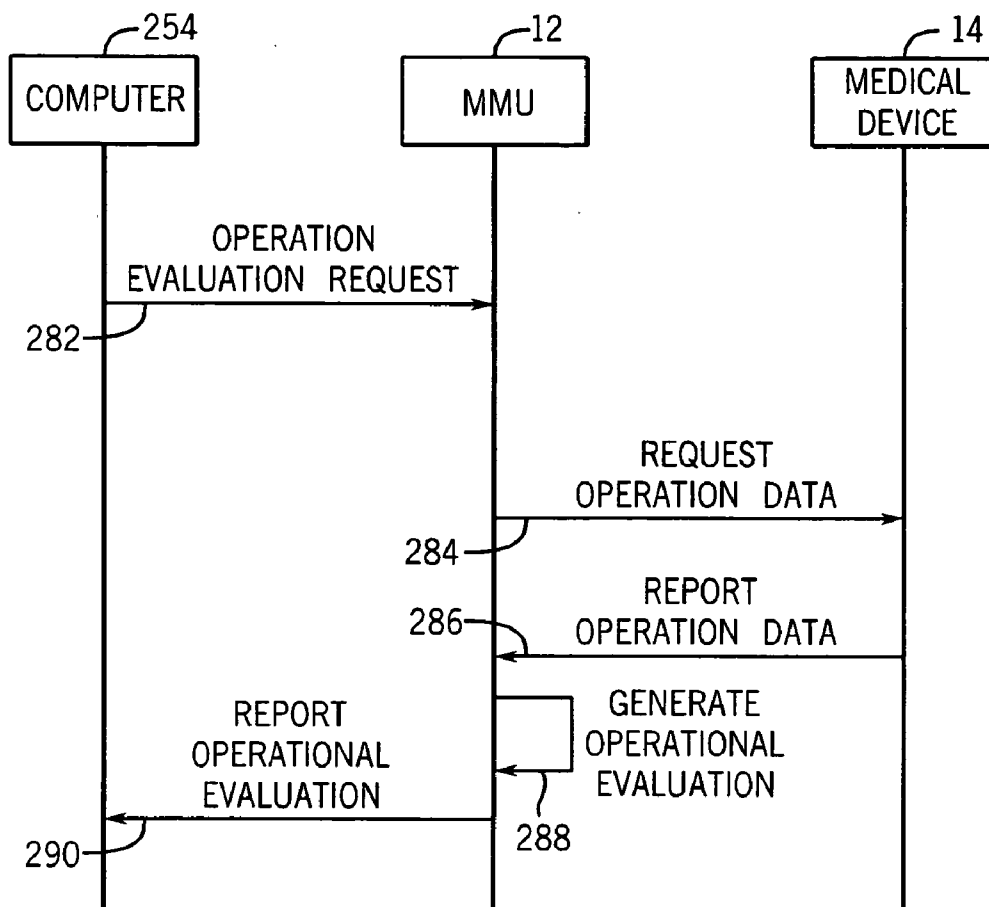 254
12
14
COMPUTER
MMU
MEDICAL
DEVICE
OPERATION
EVALUATION REQUEST
282
REQUEST
OPERATION DATA
284
REPORT
OPERATION DATA
286
GENERATE
OPERATIONAL
EVALUATION
288
REPORT
OPERATIONAL
EVALUATION
290